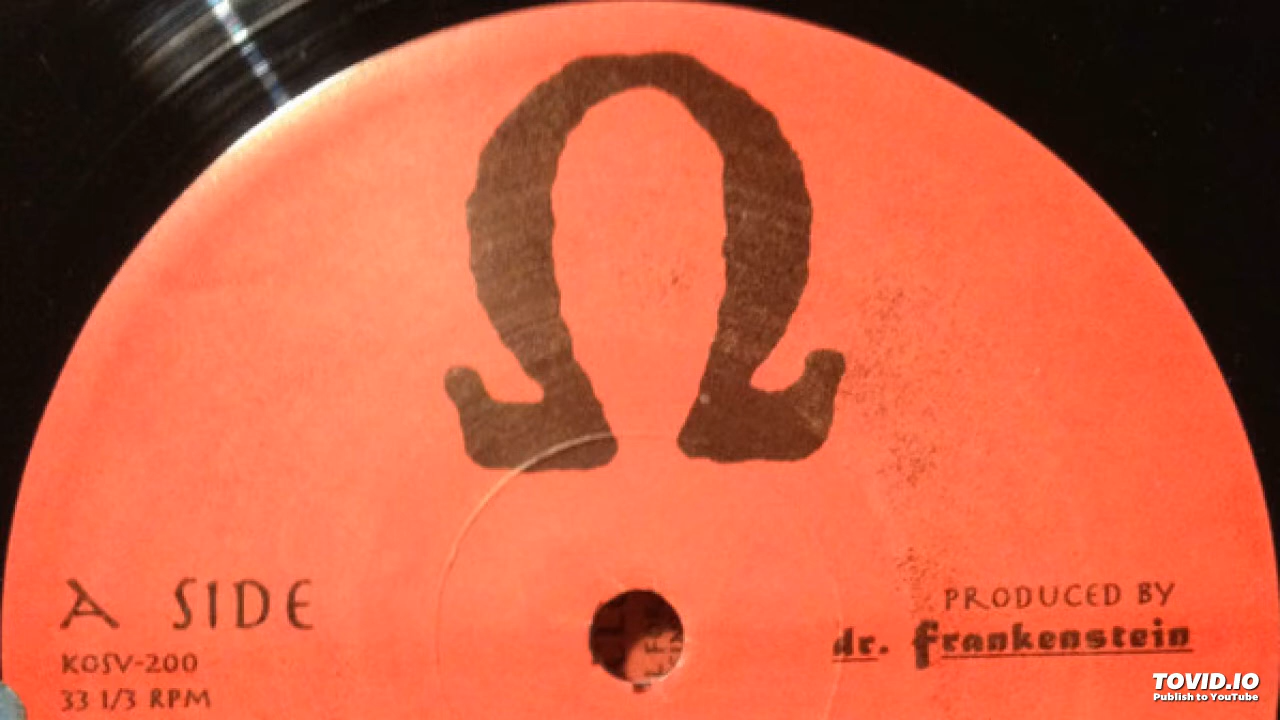 Ω
A SIDE
KOSV-200
33 1/3 RPM
PRODUCED BY
dr. Frankenstein
TOVID.IO
Publish to YouTube